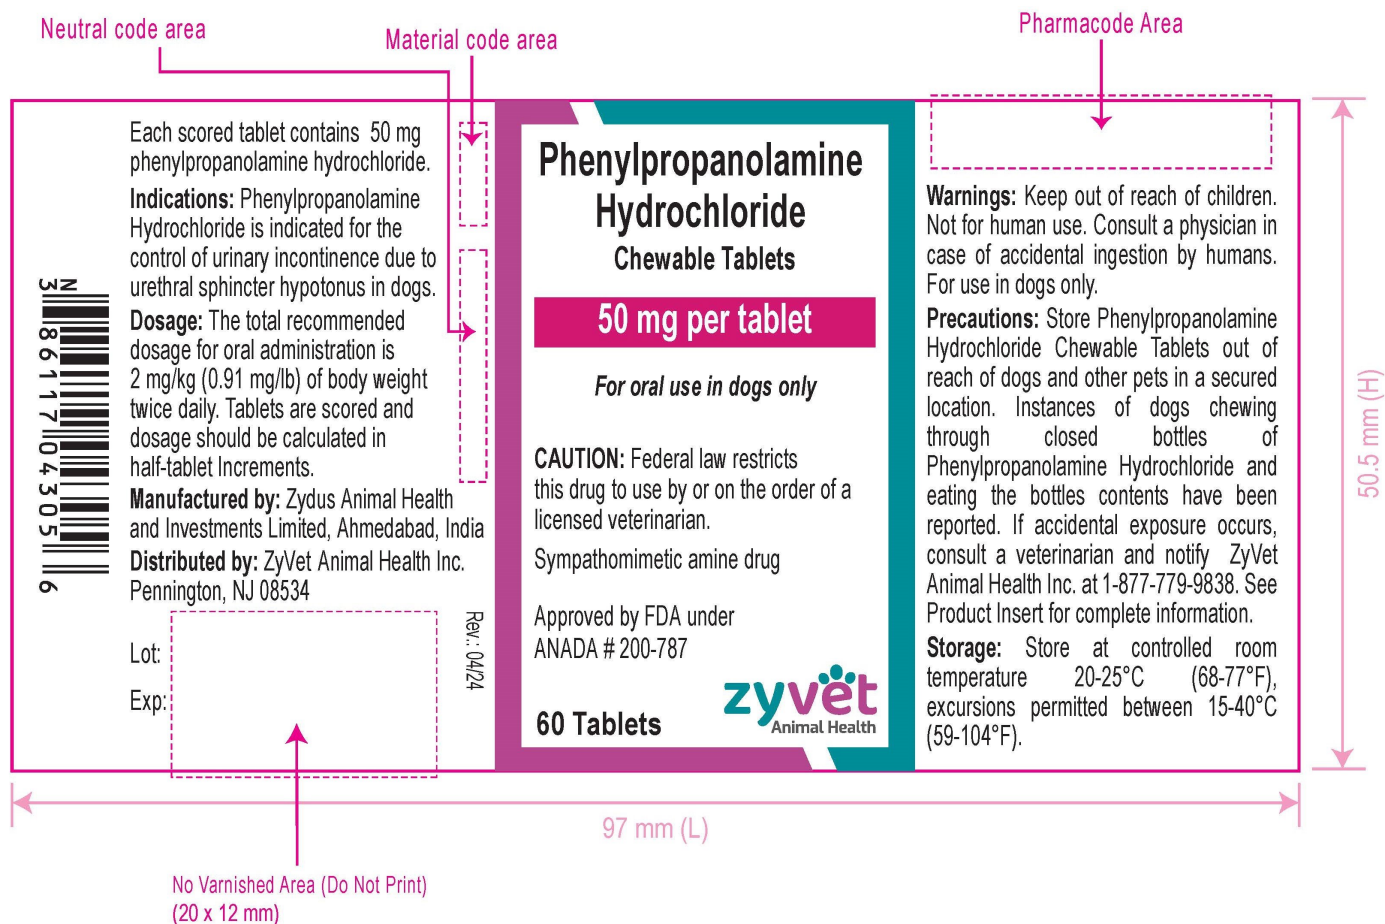 Neutral code area
Material code area
Pharmacode Area
N
3 86117 04305 6
Each scored tablet contains 50 mg
phenylpropanolamine hydrochloride.
Indications: Phenylpropanolamine
Hydrochloride is indicated for the
control of urinary incontinence due to
urethral sphincter hypotonus in dogs.
Dosage: The total recommended
dosage for oral administration is
2 mg/kg (0.91 mg/lb) of body weight
twice daily. Tablets are scored and
dosage should be calculated in
half-tablet Increments.
Manufactured by: Zydus Animal Health
and Investments Limited, Ahmedabad, India
Distributed by: ZyVet Animal Health Inc.
Pennington, NJ 08534
Lot:
Exp:
Rev.: 04/24
Phenylpropanolamine
Hydrochloride
Chewable Tablets
50 mg per tablet
For oral use in dogs only
CAUTION: Federal law restricts
this drug to use by or on the order of a
licensed veterinarian.
Sympathomimetic amine drug
Approved by FDA under
ANADA # 200-787
60 Tablets
zyvet
Animal Health
Warnings: Keep out of reach of children.
Not for human use. Consult a physician in
case of accidental ingestion by humans.
For use in dogs only.
Precautions: Store Phenylpropanolamine
Hydrochloride Chewable Tablets out of
reach of dogs and other pets in a secured
location. Instances of dogs chewing
through closed bottles of
Phenylpropanolamine Hydrochloride and
eating the bottles contents have been
reported. If accidental exposure occurs,
consult a veterinarian and notify ZyVet
Animal Health Inc. at 1-877-779-9838. See
Product Insert for complete information.
Storage: Store at controlled room
temperature 20-25°C (68-77°F),
excursions permitted between 15-40°C
(59-104°F).
50.5 mm (H)
97 mm (L)
No Varnished Area (Do Not Print)
(20 x 12 mm)